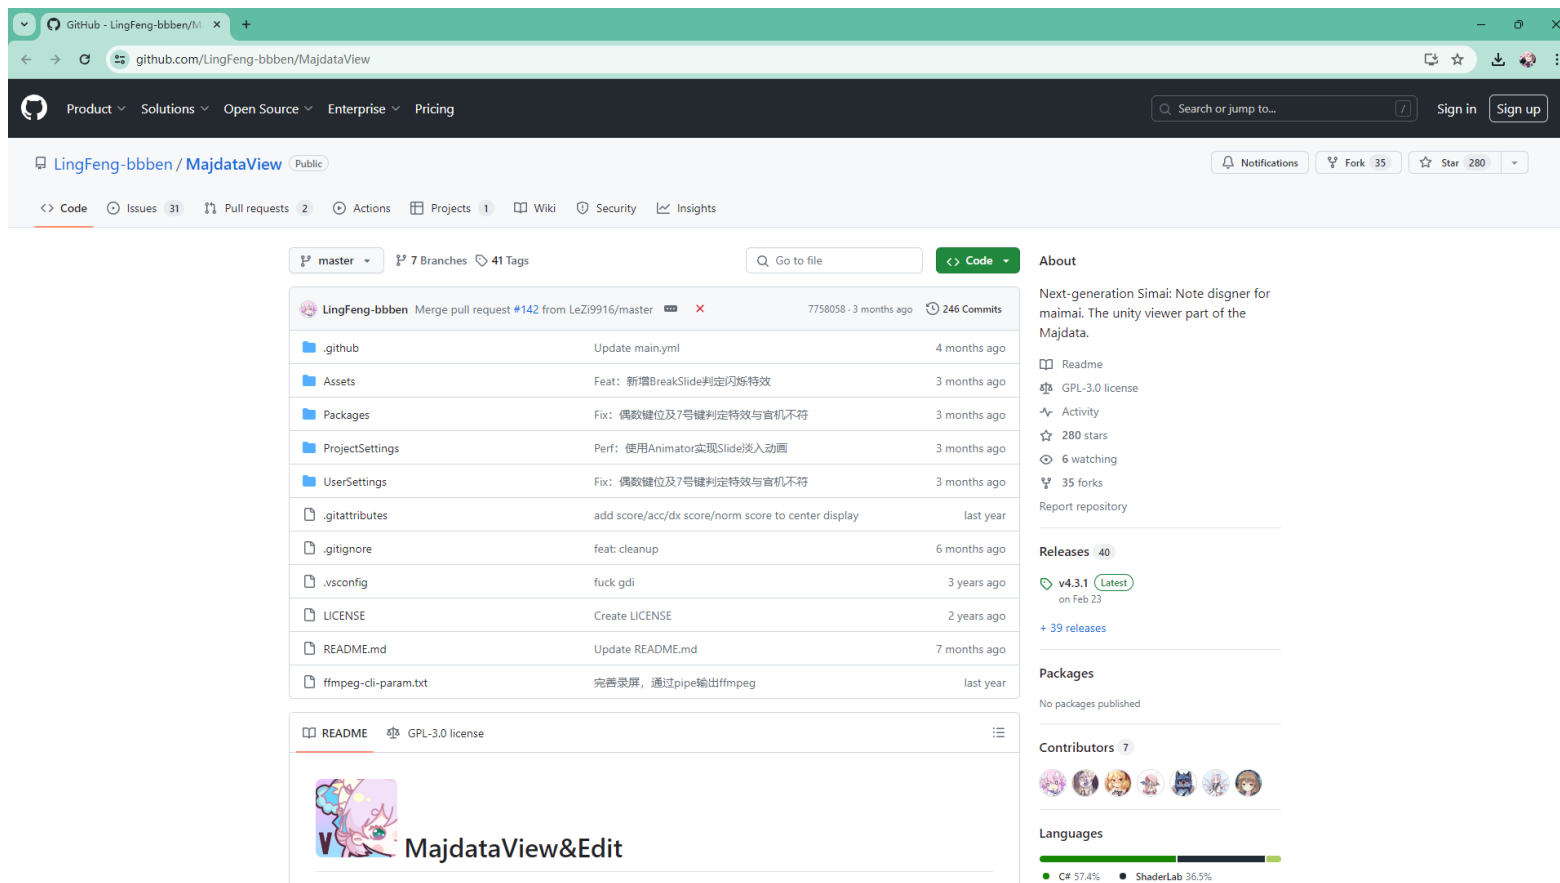 GitHub - LingFeng-bbben/M
github.com/LingFeng-bbben/MajdataView
Product Solutions Open Source Enterprise Pricing Search or jump to... / Sign in Sign up
LingFeng-bbben / MajdataView Public Notifications Fork 35 Star 280
Code Issues 31 Pull requests 2 Actions Projects 1 Wiki Security Insights
master 7 Branches 41 Tags Go to file Code
LingFeng-bbben Merge pull request #142 from LeZi9916/master 7758058 · 3 months ago 246 Commits
.github Update main.yml 4 months ago
Assets Feat：新增BreakSlide判定闪烁特效 3 months ago
Packages Fix：偶数键位及7号键判定特效与官机不符 3 months ago
ProjectSettings Perf：使用Animator实现Slide淡入动画 3 months ago
UserSettings Fix：偶数键位及7号键判定特效与官机不符 3 months ago
.gitattributes add score/acc/dx score/norm score to center display last year
.gitignore feat: cleanup 6 months ago
.vsconfig fuck gdi 3 years ago
LICENSE Create LICENSE 2 years ago
README.md Update README.md 7 months ago
ffmpeg-cli-param.txt 完善录屏，通过pipe输出ffmpeg last year
README GPL-3.0 license
V
MajdataView&Edit
About
Next-generation Simai: Note disgner for
maimai. The unity viewer part of the
Majdata.
Readme
GPL-3.0 license
Activity
280 stars
6 watching
35 forks
Report repository
Releases 40
v4.3.1 Latest
on Feb 23
+ 39 releases
Packages
No packages published
Contributors 7
Languages
C# 57.4% ShaderLab 36.5%